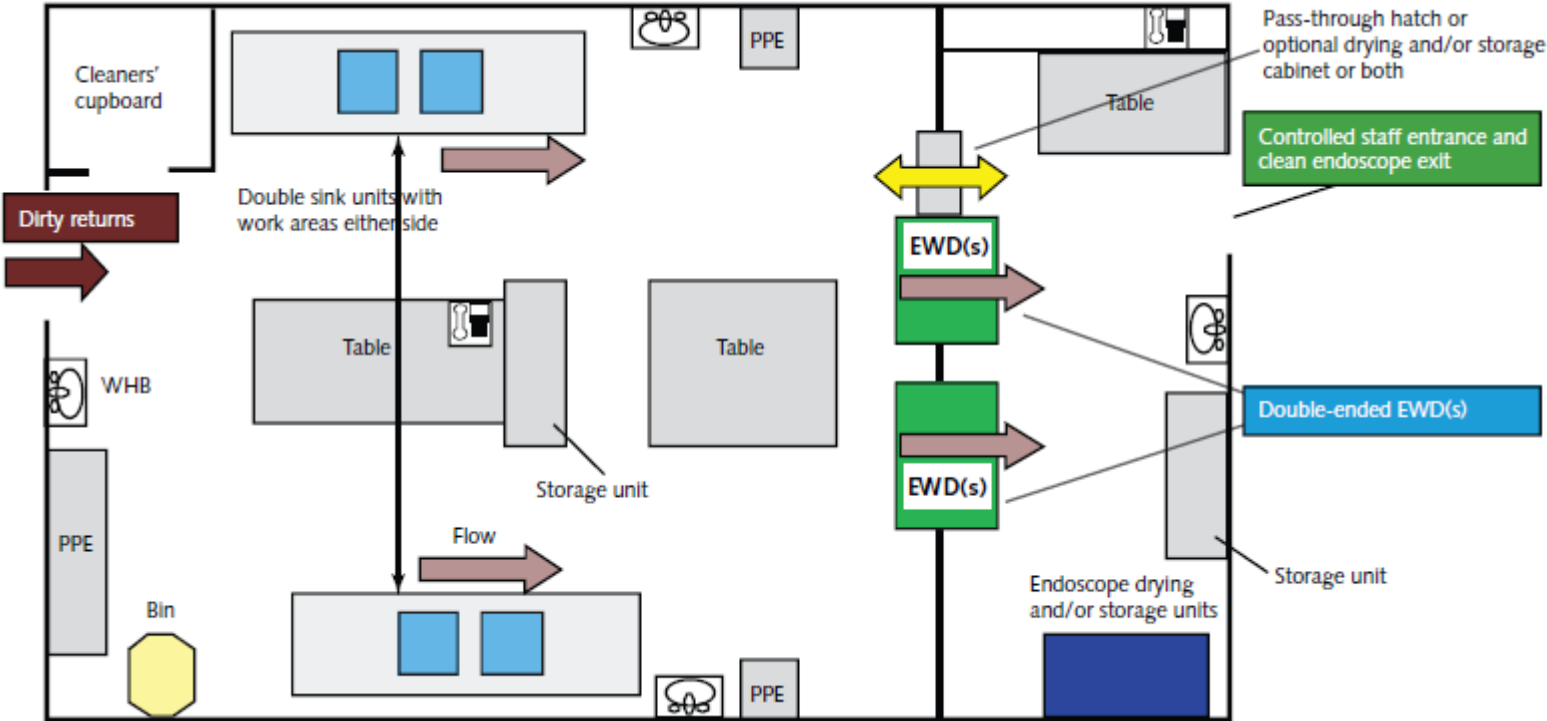 Pass-through hatch or
optional drying and/or storage
cabinet or both
PPE
Cleaners'
cupboard
Table
Controlled staff entrance and
clean endoscope exit
Double sink units with
work areas either side
Dirty returns
EWD(s)
Table
Table
WHB
Double-ended EWD(s)
Storage unit
EWD(s)
Flow
PPE
Storage unit
Endoscope drying
and/or storage units
Bin
PPE